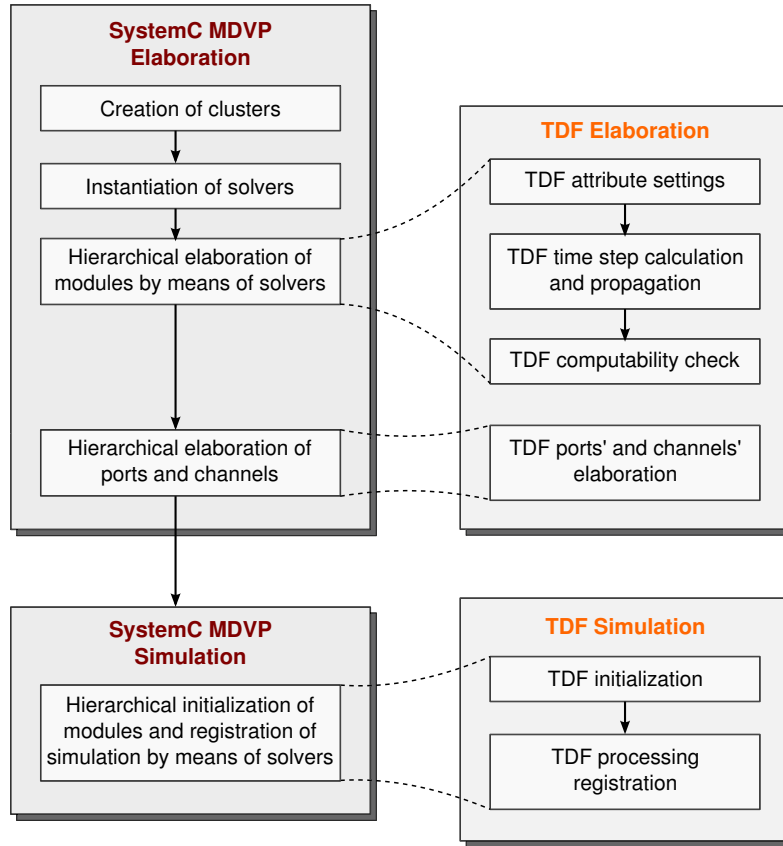 SystemC MDVP
Elaboration
Creation of clusters
Instantiation of solvers
Hierarchical elaboration of
modules by means of solvers
Hierarchical elaboration of
ports and channels
TDF Elaboration
TDF attribute settings
TDF time step calculation
and propagation
TDF computability check
TDF ports' and channels'
elaboration
SystemC MDVP
Simulation
Hierarchical initialization of
modules and registration of
simulation by means of solvers
TDF Simulation
TDF initialization
TDF processing
registration